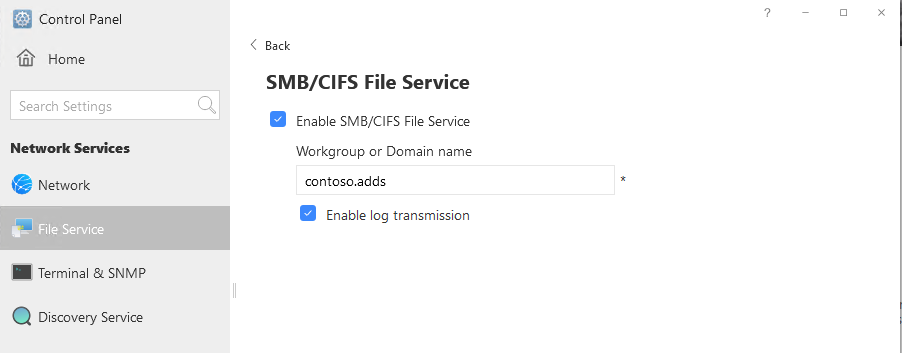 Control Panel
?
Home
Back
Search Settings
SMB/CIFS File Service
Enable SMB/CIFS File Service
Network Services
Workgroup or Domain name
Network
contoso.adds *
Enable log transmission
File Service
Terminal & SNMP
Discovery Service